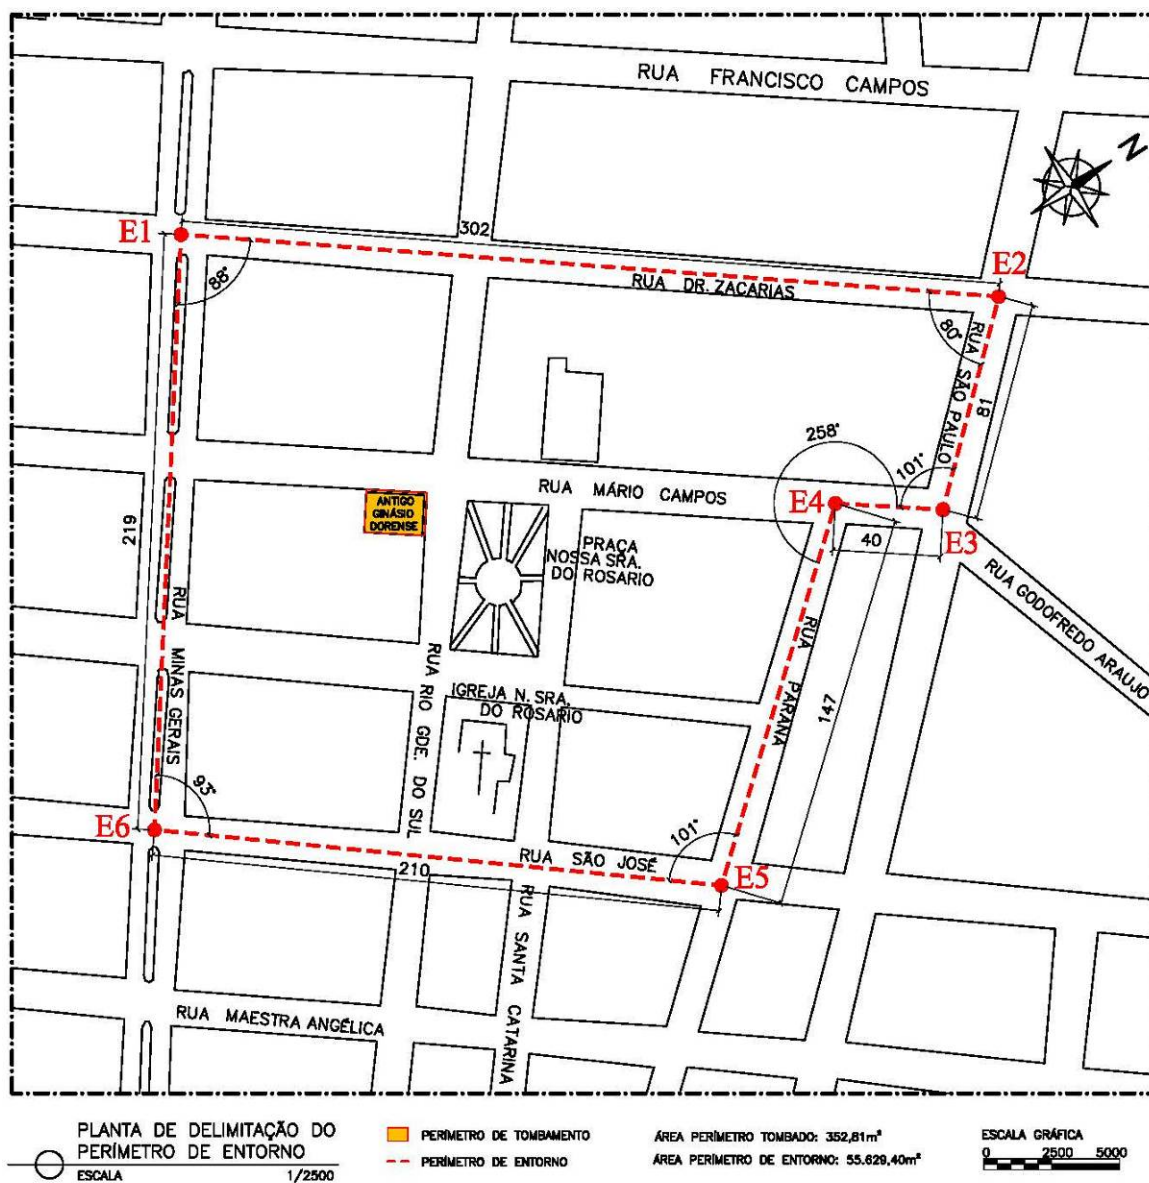 RUA FRANCISCO CAMPOS
N
E1
302
E2
88°
RUA DR. ZACARIAS
80°
RUA SÃO PAULO
81
258°
101°
RUA MÁRIO CAMPOS
E4
E3
40
ANTIGO
GINÁSIO
DORENSE
PRAÇA
NOSSA SRA.
DO ROSARIO
219
RUA GODOFREDO ARAUJO
RUA MINAS GERAIS
RUA RIO GDE. DO SUL
RUA PARANA
147
IGREJA N. SRA.
DO ROSARIO
93°
E6
101°
RUA SÃO JOSÉ
210
E5
RUA SANTA CATARINA
RUA MAESTRA ANGÉLICA
PLANTA DE DELIMITAÇÃO DO
PERÍMETRO DE ENTORNO
ESCALA 1/2500
PERÍMETRO DE TOMBAMENTO
PERÍMETRO DE ENTORNO
ÁREA PERÍMETRO TOMBADO: 352,81m²
ÁREA PERÍMETRO DE ENTORNO: 55.629,40m²
ESCALA GRÁFICA
0 2500 5000